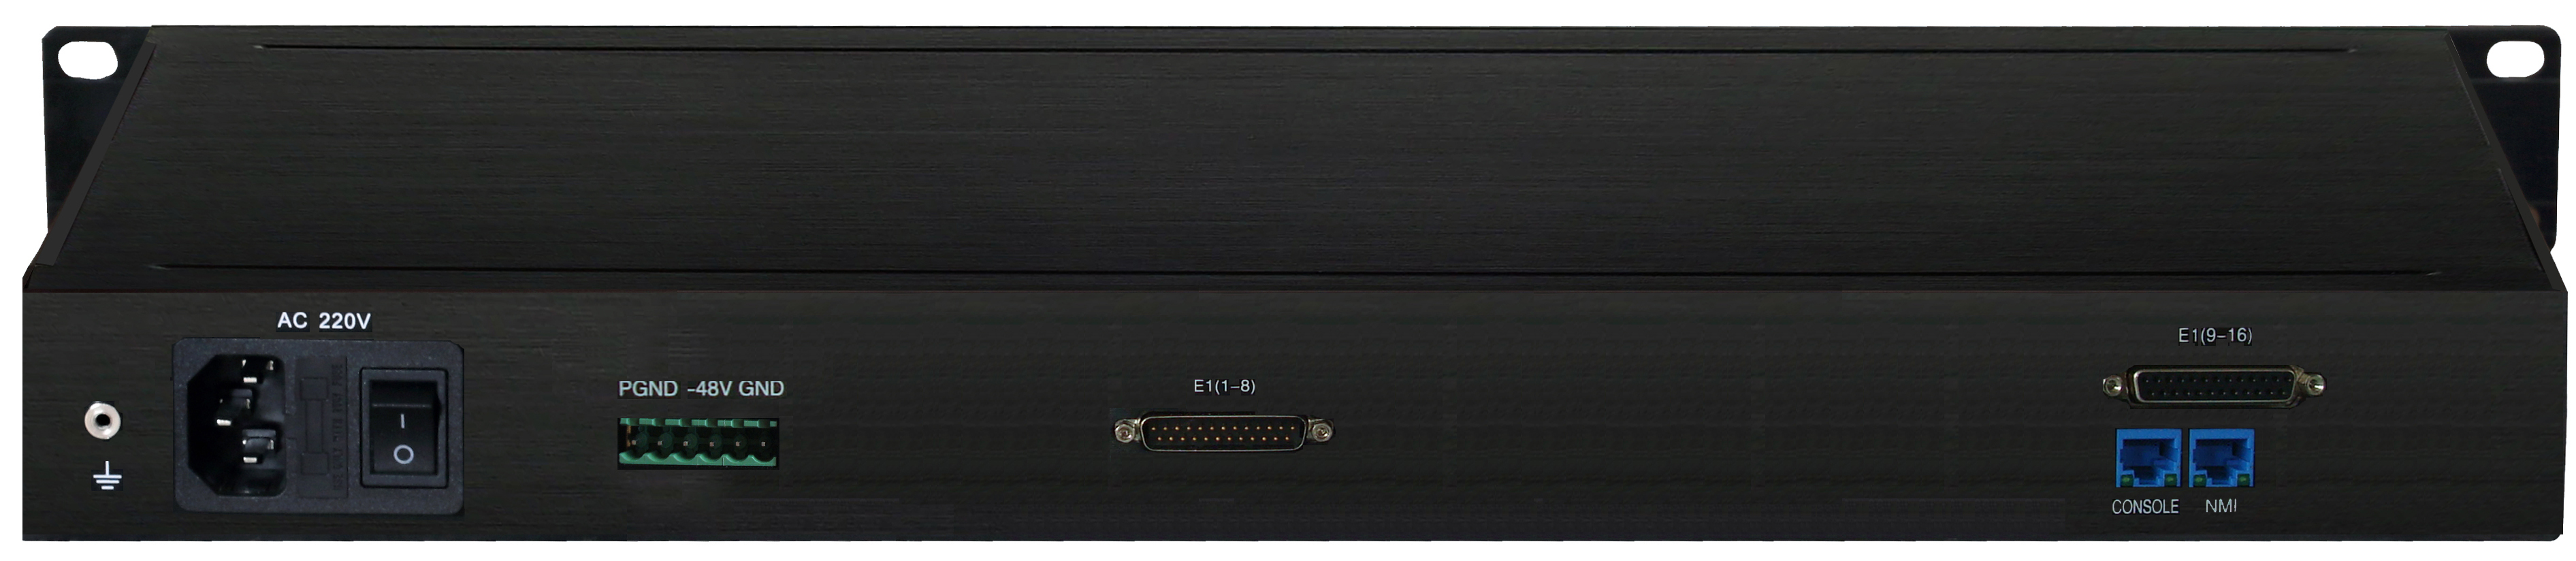 AC 220V
PGND -48V GND
E1(1-8)
E1(9-16)
CONSOLE NMI